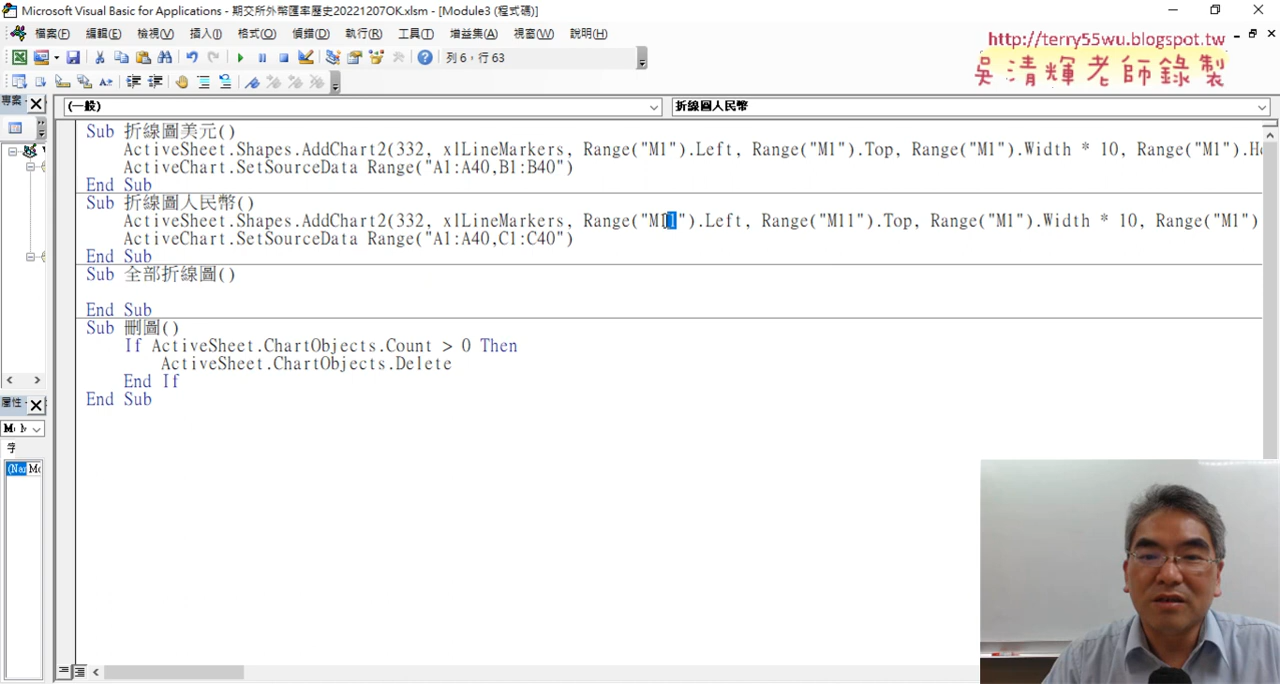 Microsoft Visual Basic for Applications - 期交所外幣匯率歷史20221207OK.xlsm - [Module3 (程式碼)]
檔案(F) 編輯(E) 檢視(V) 插入(I) 格式(O) 偵錯(D) 執行(R) 工具(T) 增益集(A) 視窗(W) 說明(H)
http://terry55wu.blogspot.tw
吳清輝老師錄製
列 6，行 63
專案
(一般)
折線圖人民幣
Sub 折線圖美元()
ActiveSheet.Shapes.AddChart2(332, xlLineMarkers, Range("M1").Left, Range("M1").Top, Range("M1").Width * 10, Range("M1").He
ActiveChart.SetSourceData Range("A1:A40,B1:B40")
End Sub
Sub 折線圖人民幣()
ActiveSheet.Shapes.AddChart2(332, xlLineMarkers, Range("M11").Left, Range("M11").Top, Range("M1").Width * 10, Range("M1")
ActiveChart.SetSourceData Range("A1:A40,C1:C40")
End Sub
Sub 全部折線圖()
End Sub
Sub 刪圖()
If ActiveSheet.ChartObjects.Count > 0 Then
ActiveSheet.ChartObjects.Delete
End If
End Sub
屬性
字
(Nar